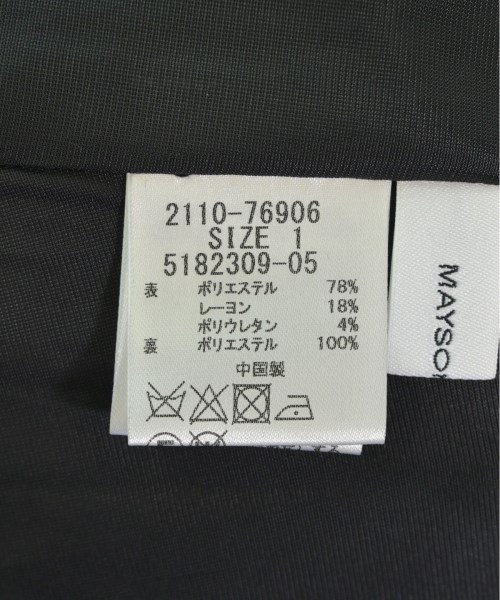 2110-76906
SIZE 1
5182309-05
表 ポリエステル 78%
レーヨン 18%
ポリウレタン 4%
裏 ポリエステル 100%
中国製